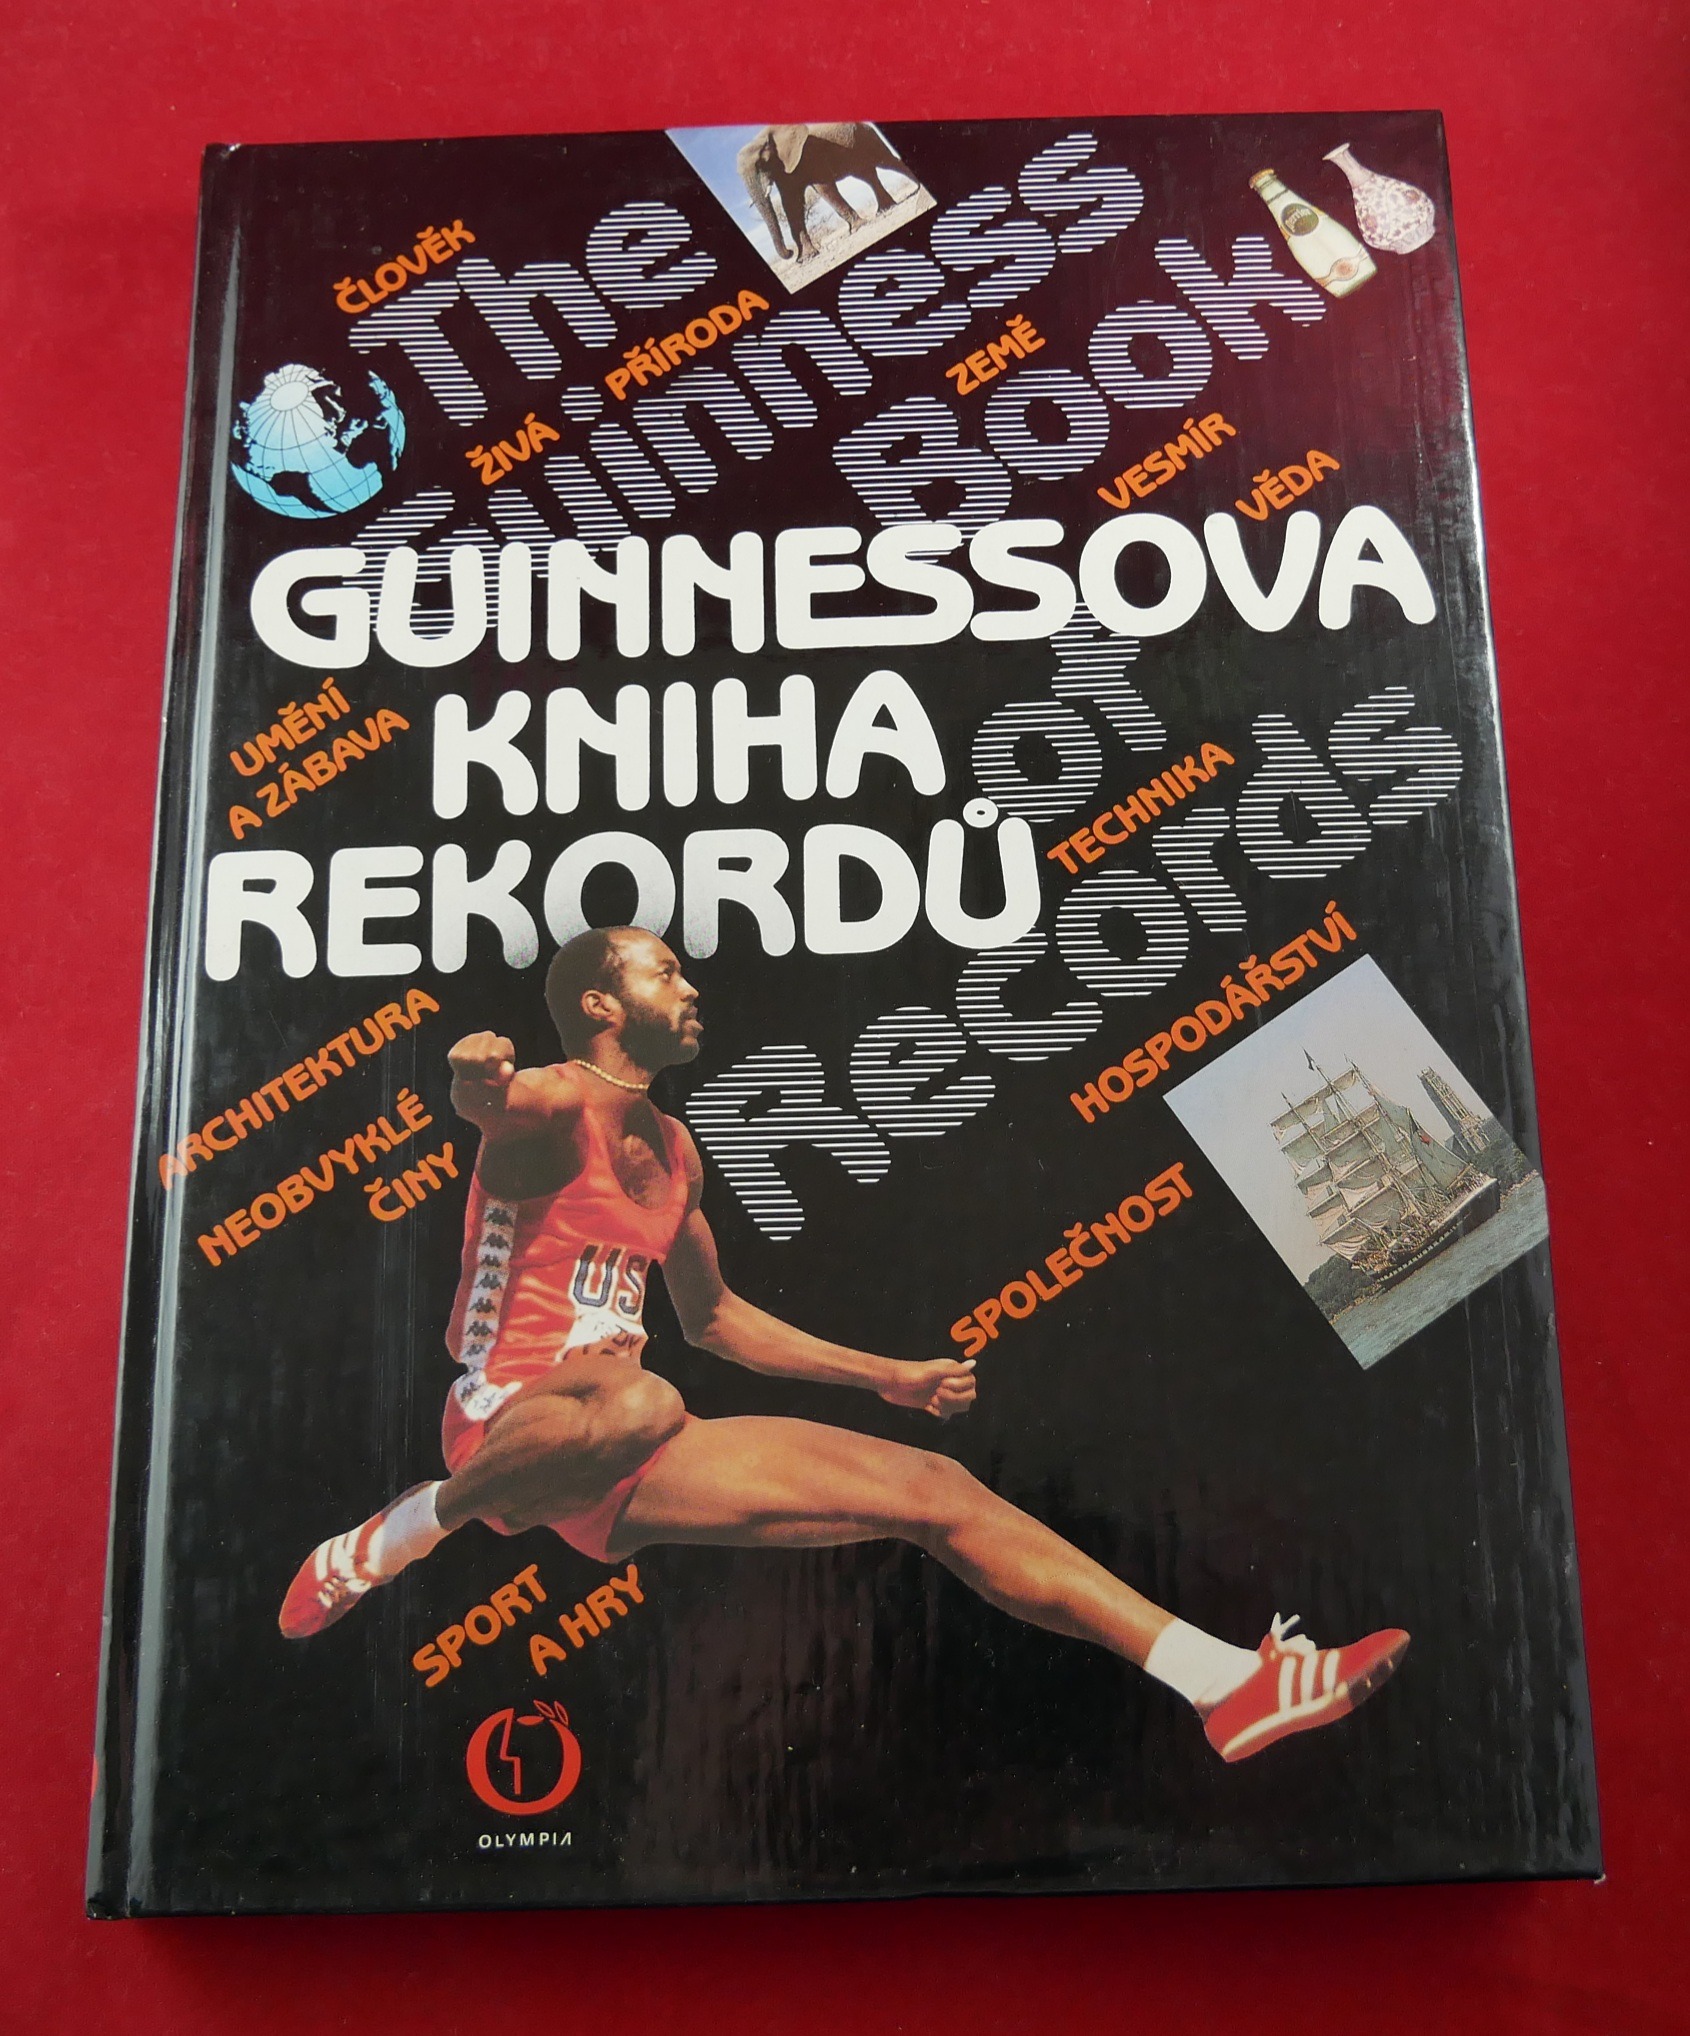 The
Guinness
Book
of
Records
ČLOVĚK
ŽIVÁ PŘÍRODA
ZEMĚ
VESMÍR
VĚDA
GUINNESSOVA
KNIHA
REKORDŮ
UMĚNÍ
A ZÁBAVA
TECHNIKA
ARCHITEKTURA
HOSPODÁŘSTVÍ
NEOBVYKLÉ
ČINY
SPOLEČNOST
US
SPORT
A HRY
OLYMPIA